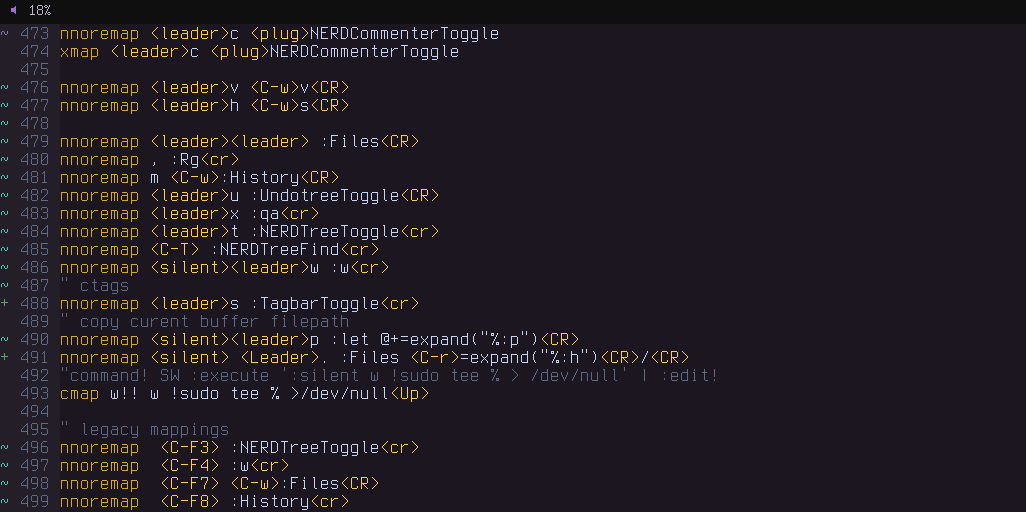 18%
~ 473 nnoremap <leader>c <plug>NERDCommenterToggle
474 xmap <leader>c <plug>NERDCommenterToggle
475
~ 476 nnoremap <leader>v <C-w>v<CR>
~ 477 nnoremap <leader>h <C-w>s<CR>
~ 478
~ 479 nnoremap <leader><leader> :Files<CR>
~ 480 nnoremap , :Rg<cr>
~ 481 nnoremap m <C-w>:History<CR>
~ 482 nnoremap <leader>u :UndotreeToggle<CR>
~ 483 nnoremap <leader>x :qa<cr>
~ 484 nnoremap <leader>t :NERDTreeToggle<cr>
~ 485 nnoremap <C-T> :NERDTreeFind<cr>
~ 486 nnoremap <silent><leader>w :w<cr>
~ 487 " ctags
+ 488 nnoremap <leader>s :TagbarToggle<cr>
489 " copy curent buffer filepath
~ 490 nnoremap <silent><leader>p :let @+=expand("%:p")<CR>
+ 491 nnoremap <silent> <Leader>. :Files <C-r>=expand("%:h")<CR>/<CR>
492 "command! SW :execute ':silent w !sudo tee % > /dev/null' | :edit!
493 cmap w!! w !sudo tee % >/dev/null<Up>
494
495 " legacy mappings
~ 496 nnoremap  <C-F3> :NERDTreeToggle<cr>
~ 497 nnoremap  <C-F4> :w<cr>
~ 498 nnoremap  <C-F7> <C-w>:Files<CR>
~ 499 nnoremap  <C-F8> :History<cr>